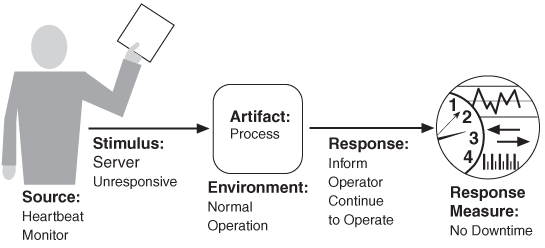 Source:
Heartbeat
Monitor
Stimulus:
Server
Unresponsive
Artifact:
Process
Environment:
Normal
Operation
Response:
Inform
Operator
Continue
to Operate
1
2
3
4
Response
Measure:
No Downtime